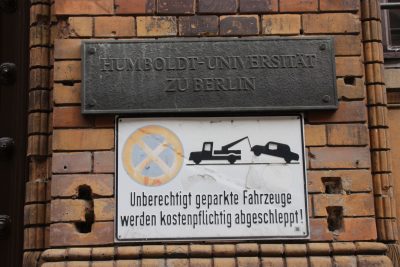 HUMBOLDT-UNIVERSITÄT
ZU BERLIN
Unberechtigt geparkte Fahrzeuge
werden kostenpflichtig abgeschleppt!